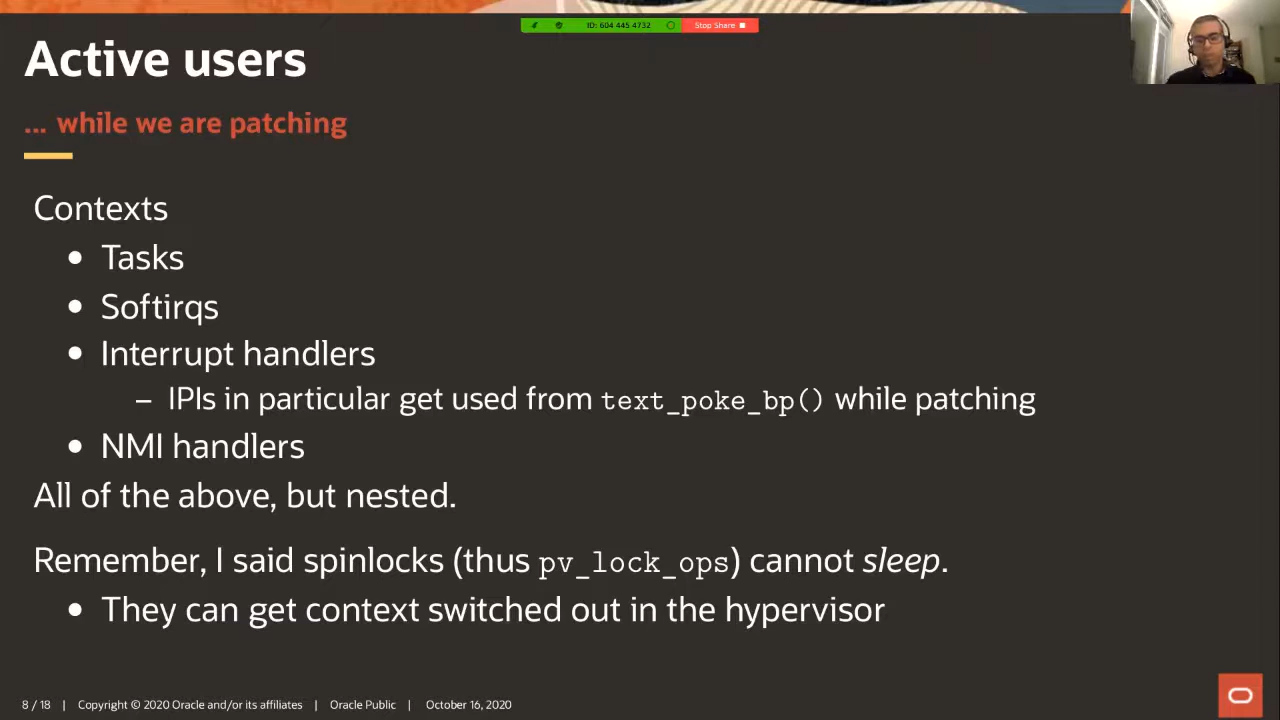 ID: 604 445 4732 Stop Share
Active users
... while we are patching
Contexts
• Tasks
• Softirqs
• Interrupt handlers
– IPIs in particular get used from text_poke_bp() while patching
• NMI handlers
All of the above, but nested.
Remember, I said spinlocks (thus pv_lock_ops) cannot sleep.
• They can get context switched out in the hypervisor
8 / 18 | Copyright © 2020 Oracle and/or its affiliates | Oracle Public | October 16, 2020